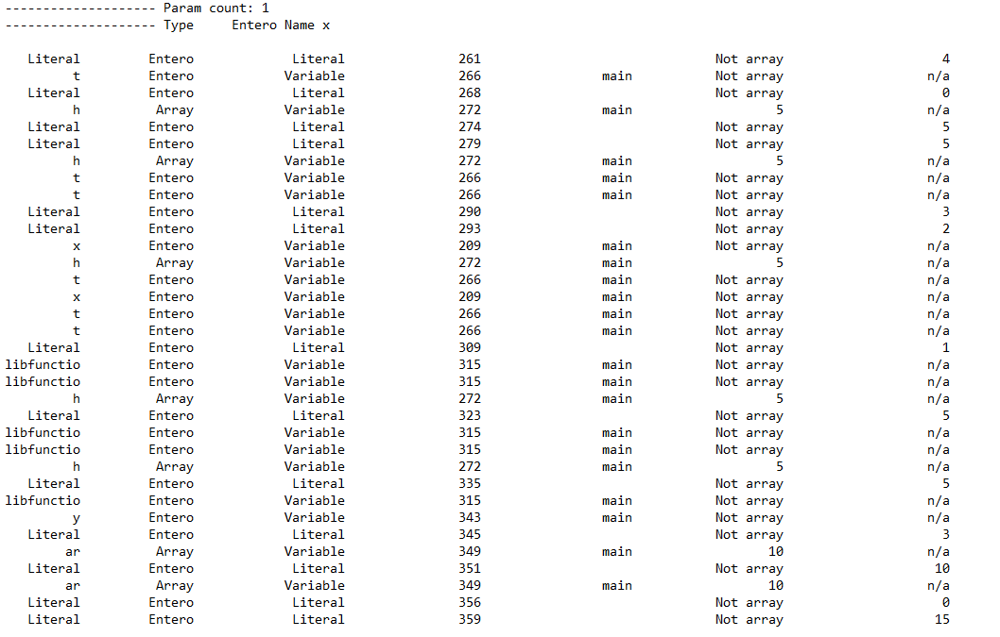 -------------------- Param count: 1
-------------------- Type     Entero Name x
Literal Entero Literal 261 Not array 4
t Entero Variable 266 main Not array n/a
Literal Entero Literal 268 Not array 0
h Array Variable 272 main 5 n/a
Literal Entero Literal 274 Not array 5
Literal Entero Literal 279 Not array 5
h Array Variable 272 main 5 n/a
t Entero Variable 266 main Not array n/a
t Entero Variable 266 main Not array n/a
Literal Entero Literal 290 Not array 3
Literal Entero Literal 293 Not array 2
x Entero Variable 209 main Not array n/a
h Array Variable 272 main 5 n/a
t Entero Variable 266 main Not array n/a
x Entero Variable 209 main Not array n/a
t Entero Variable 266 main Not array n/a
t Entero Variable 266 main Not array n/a
Literal Entero Literal 309 Not array 1
libfunctio Entero Variable 315 main Not array n/a
libfunctio Entero Variable 315 main Not array n/a
h Array Variable 272 main 5 n/a
Literal Entero Literal 323 Not array 5
libfunctio Entero Variable 315 main Not array n/a
libfunctio Entero Variable 315 main Not array n/a
h Array Variable 272 main 5 n/a
Literal Entero Literal 335 Not array 5
libfunctio Entero Variable 315 main Not array n/a
y Entero Variable 343 main Not array n/a
Literal Entero Literal 345 Not array 3
ar Array Variable 349 main 10 n/a
Literal Entero Literal 351 Not array 10
ar Array Variable 349 main 10 n/a
Literal Entero Literal 356 Not array 0
Literal Entero Literal 359 Not array 15